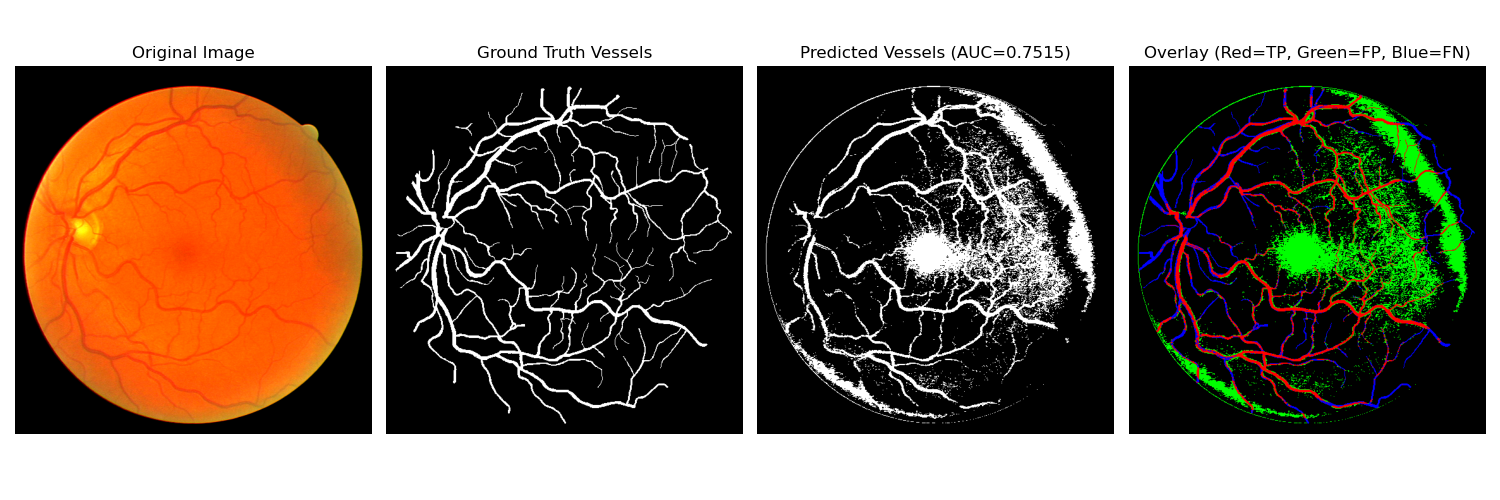 Original Image
Ground Truth Vessels
Predicted Vessels (AUC=0.7515)
Overlay (Red=TP, Green=FP, Blue=FN)